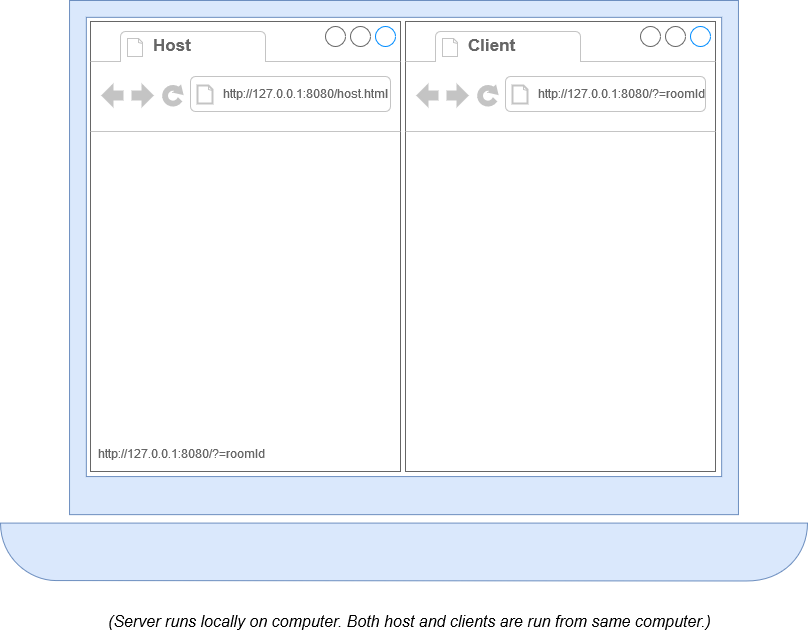 Host
Client
http://127.0.0.1:8080/host.html
http://127.0.0.1:8080/?=roomId
http://127.0.0.1:8080/?=roomId
(Server runs locally on computer. Both host and clients are run from same computer.)